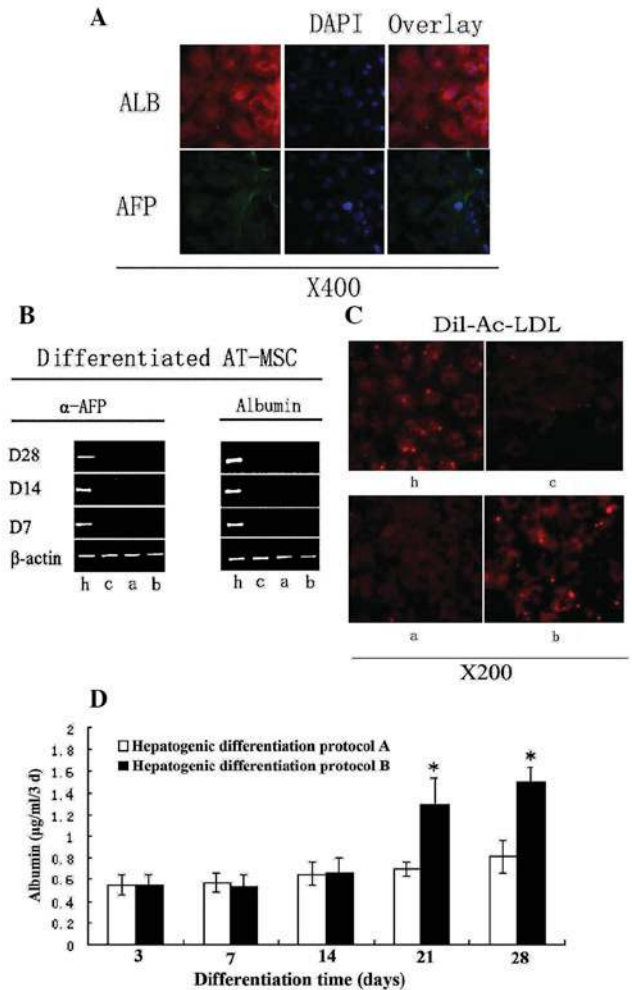 A
DAPI Overlay
ALB
AFP
X400
B
Differentiated AT-MSC
α-AFP Albumin
D28
D14
D7
β-actin
h c a b h c a b
C
Dil-Ac-LDL
h c
a b
X200
D
Albumin (µg/ml/3 d)
2
1.8
1.6
1.4
1.2
1
0.8
0.6
0.4
0.2
0
Hepatogenic differentiation protocol A
Hepatogenic differentiation protocol B
* *
3 7 14 21 28
Differentiation time (days)